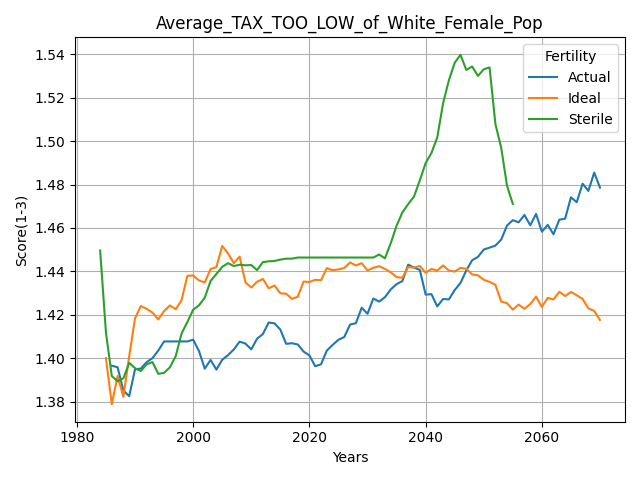 Average_TAX_TOO_LOW_of_White_Female_Pop
Fertility
Actual
Ideal
Sterile
Score(1-3)
1.54
1.52
1.50
1.48
1.46
1.44
1.42
1.40
1.38
1980
2000
2020
2040
2060
Years